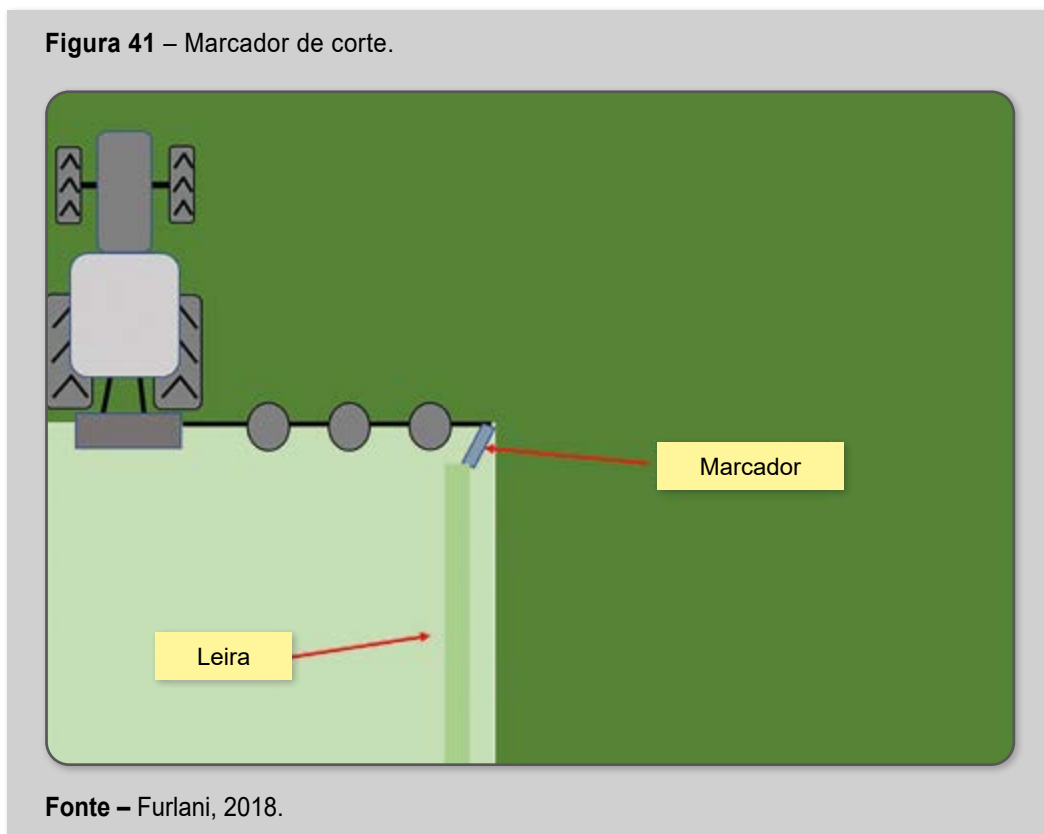 Figura 41 – Marcador de corte.
Marcador
Leira
Fonte – Furlani, 2018.